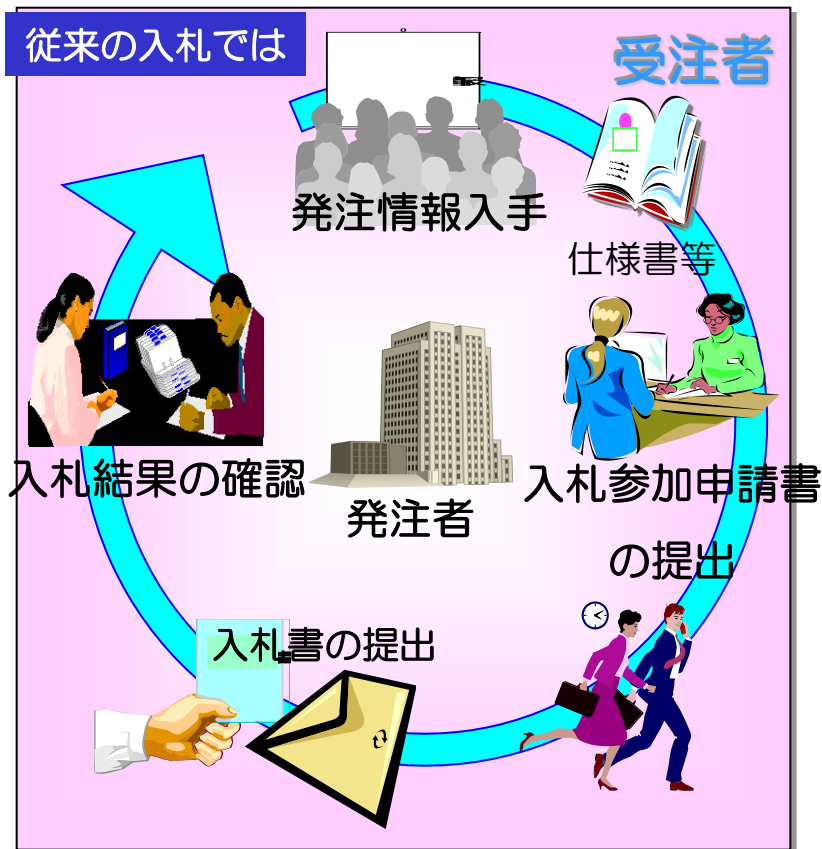 従来の入札では
受注者
発注情報入手
仕様書等
入札結果の確認
発注者
入札参加申請書
の提出
入札書の提出